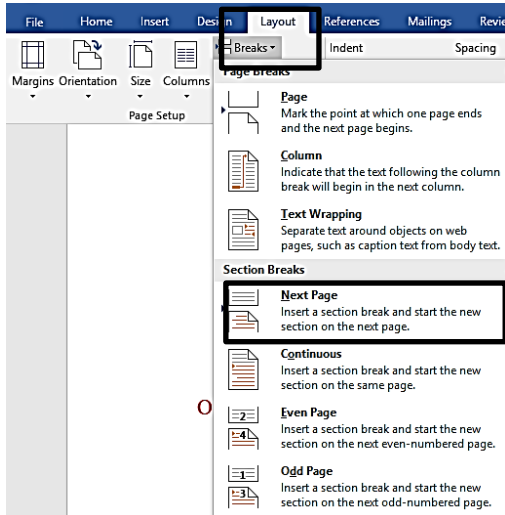 File Home Insert Design Layout References Mailings Revie
Breaks Indent Spacing
Margins Orientation Size Columns
Page Setup
Page Breaks
Page
Mark the point at which one page ends
and the next page begins.
Column
Indicate that the text following the column
break will begin in the next column.
Text Wrapping
Separate text around objects on web
pages, such as caption text from body text.
Section Breaks
Next Page
Insert a section break and start the new
section on the next page.
Continuous
Insert a section break and start the new
section on the same page.
O
2
4
Even Page
Insert a section break and start the new
section on the next even-numbered page.
1
3
Odd Page
Insert a section break and start the new
section on the next odd-numbered page.